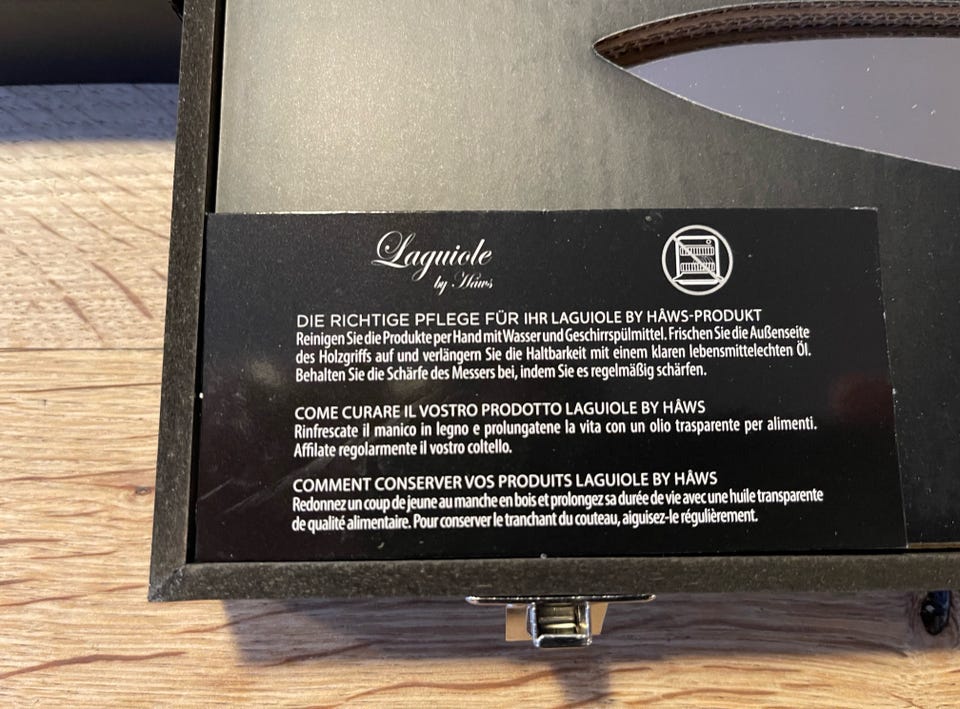 Laguiole
by Hâws
DIE RICHTIGE PFLEGE FÜR IHR LAGUIOLE BY HÂWS-PRODUKT
Reinigen Sie die Produkte per Hand mit Wasser und Geschirrspülmittel. Frischen Sie die Außenseite
des Holzgriffs auf und verlängern Sie die Haltbarkeit mit einem klaren lebensmittelechten Öl.
Behalten Sie die Schärfe des Messers bei, indem Sie es regelmäßig schärfen.
COME CURARE IL VOSTRO PRODOTTO LAGUIOLE BY HÂWS
Rinfrescate il manico in legno e prolungatene la vita con un olio trasparente per alimenti.
Affilate regolarmente il vostro coltello.
COMMENT CONSERVER VOS PRODUITS LAGUIOLE BY HÂWS
Redonnez un coup de jeune au manche en bois et prolongez sa durée de vie avec une huile transparente
de qualité alimentaire. Pour conserver le tranchant du couteau, aiguisez-le régulièrement.